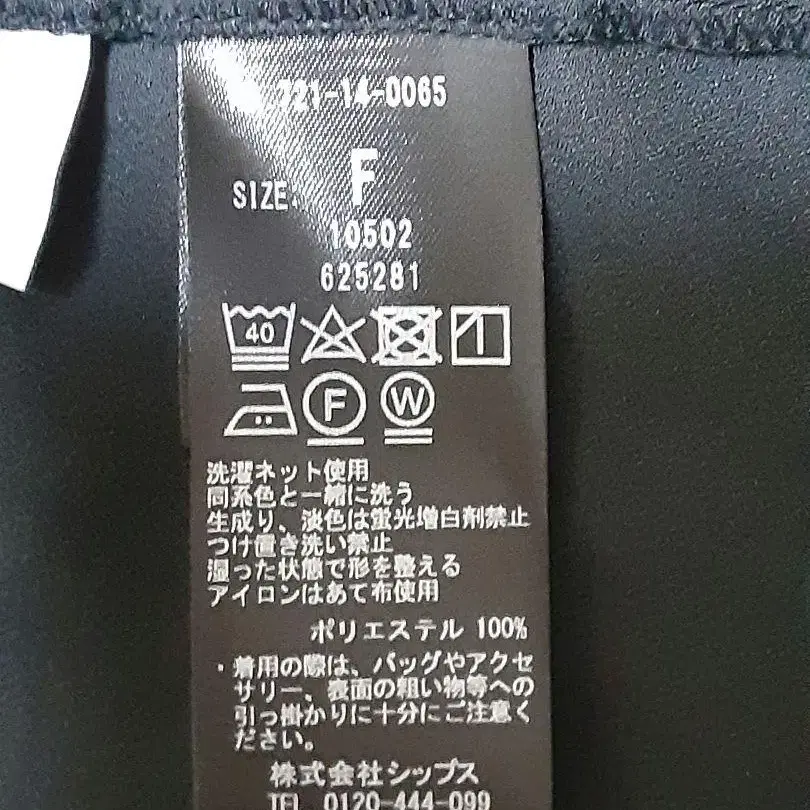 721-14-0065
SIZE: F
10502
625281
40
F
W
洗濯ネット使用
同系色と一緒に洗う
生成り、淡色は蛍光増白剤禁止
つけ置き洗い禁止
湿った状態で形を整える
アイロンはあて布使用
ポリエステル 100%
・着用の際は、バッグやアクセ
サリー、表面の粗い物等への
引っ掛かりに十分にご注意く
ださい。
株式会社シップス
TEL 0120-444-099